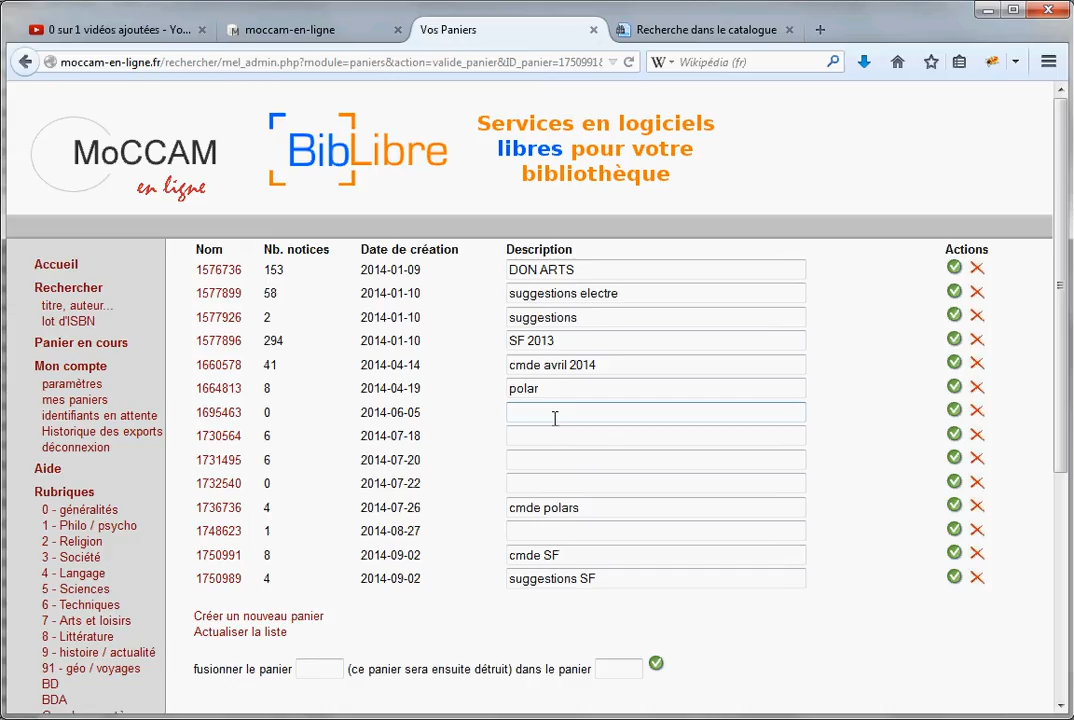 0 sur 1 vidéos ajoutées - Yo...
moccam-en-ligne
Vos Paniers
Recherche dans le catalogue
moccam-en-ligne.fr/rechercher/mel_admin.php?module=paniers&action=valide_panier&ID_panier=1750991&
Wikipédia (fr)
MoCCAM
en ligne
BibLibre
Services en logiciels
libres pour votre
bibliothèque
Accueil
Rechercher
titre, auteur...
lot d'ISBN
Panier en cours
Mon compte
paramètres
mes paniers
identifiants en attente
Historique des exports
déconnexion
Aide
Rubriques
0 - généralités
1 - Philo / psycho
2 - Religion
3 - Société
4 - Langage
5 - Sciences
6 - Techniques
7 - Arts et loisirs
8 - Littérature
9 - histoire / actualité
91 - géo / voyages
BD
BDA
Nom Nb. notices Date de création Description Actions
1576736 153 2014-01-09 DON ARTS
1577899 58 2014-01-10 suggestions electre
1577926 2 2014-01-10 suggestions
1577896 294 2014-01-10 SF 2013
1660578 41 2014-04-14 cmde avril 2014
1664813 8 2014-04-19 polar
1695463 0 2014-06-05
1730564 6 2014-07-18
1731495 6 2014-07-20
1732540 0 2014-07-22
1736736 4 2014-07-26 cmde polars
1748623 1 2014-08-27
1750991 8 2014-09-02 cmde SF
1750989 4 2014-09-02 suggestions SF
Créer un nouveau panier
Actualiser la liste
fusionner le panier (ce panier sera ensuite détruit) dans le panier